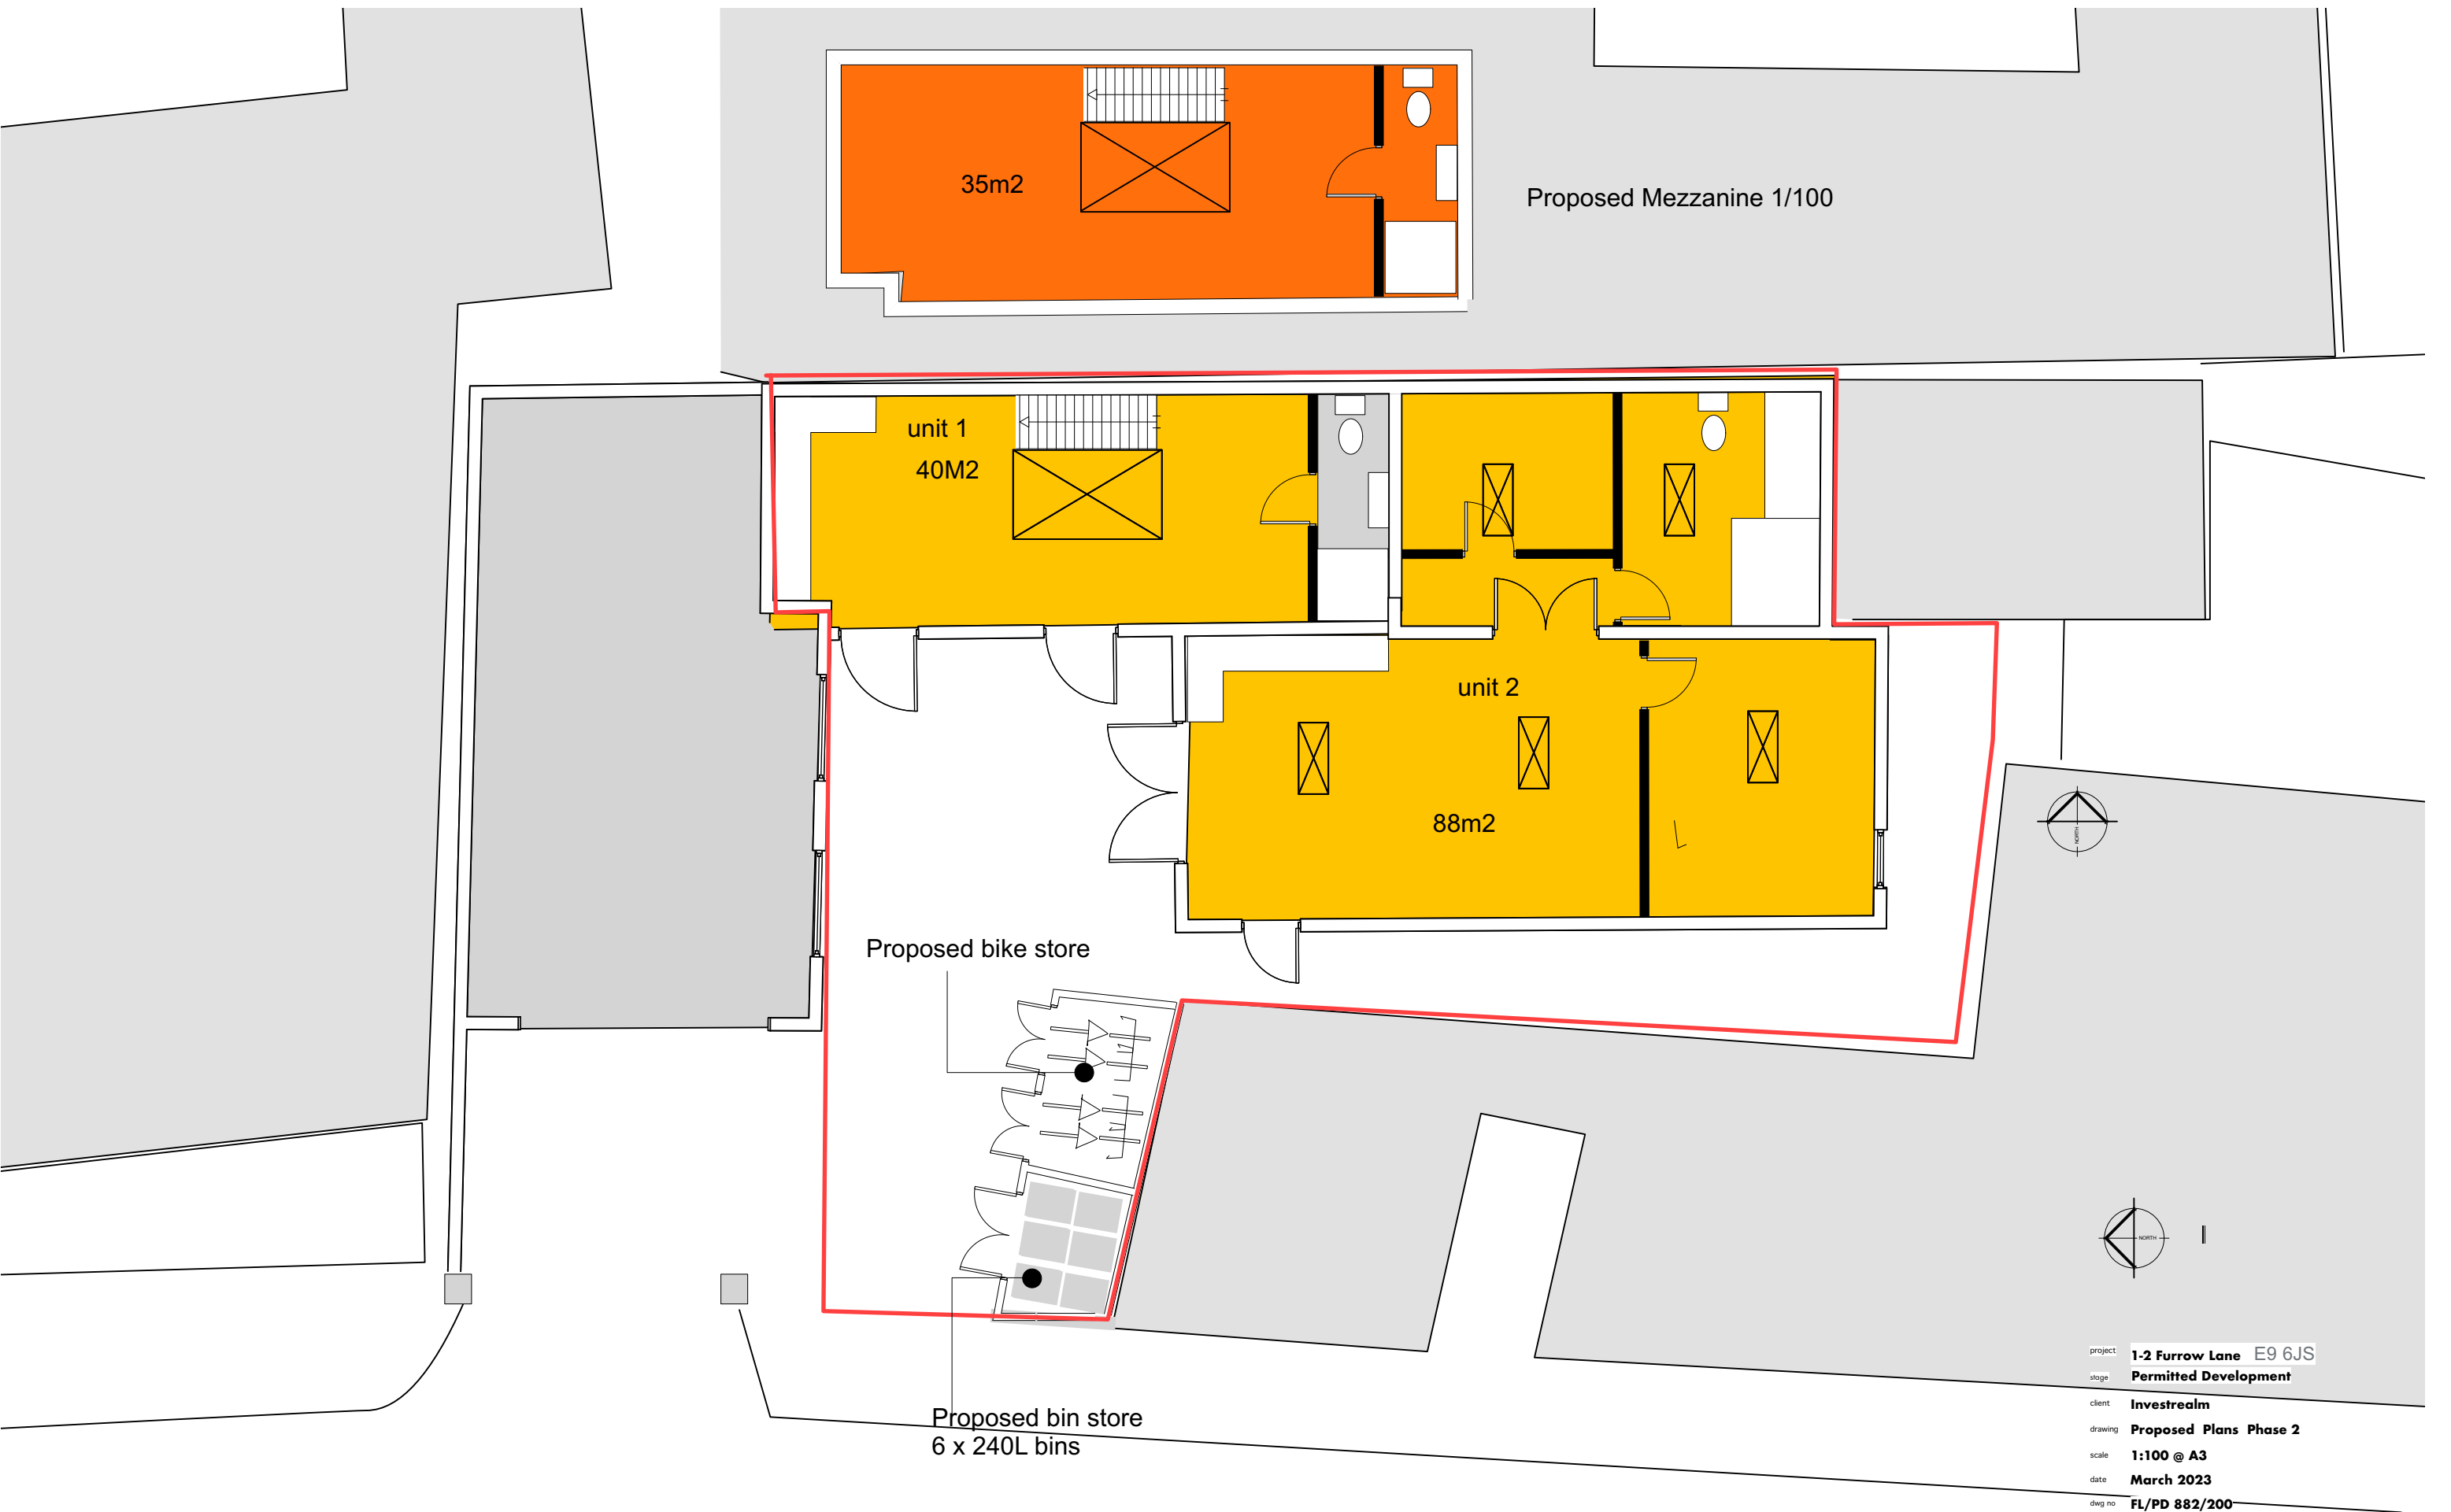 35m2
Proposed Mezzanine 1/100
unit 1
40M2
unit 2
88m2
NORTH
Proposed bike store
NORTH
project 1-2 Furrow Lane E9 6JS
stage Permitted Development
client Investrealm
drawing Proposed Plans Phase 2
scale 1:100 @ A3
date March 2023
dwg no FL/PD 882/200
Proposed bin store
6 x 240L bins